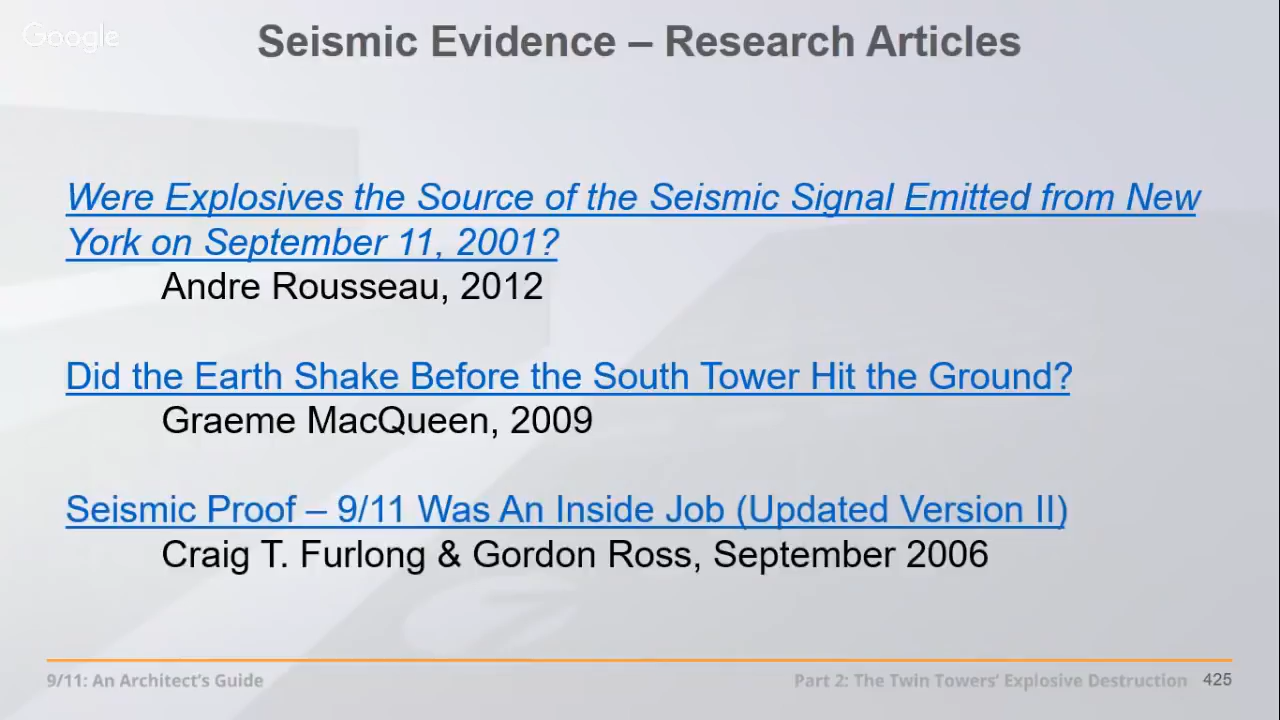 Google
Seismic Evidence – Research Articles
Were Explosives the Source of the Seismic Signal Emitted from New
York on September 11, 2001?
Andre Rousseau, 2012
Did the Earth Shake Before the South Tower Hit the Ground?
Graeme MacQueen, 2009
Seismic Proof – 9/11 Was An Inside Job (Updated Version II)
Craig T. Furlong & Gordon Ross, September 2006
9/11: An Architect's Guide
Part 2: The Twin Towers' Explosive Destruction 425